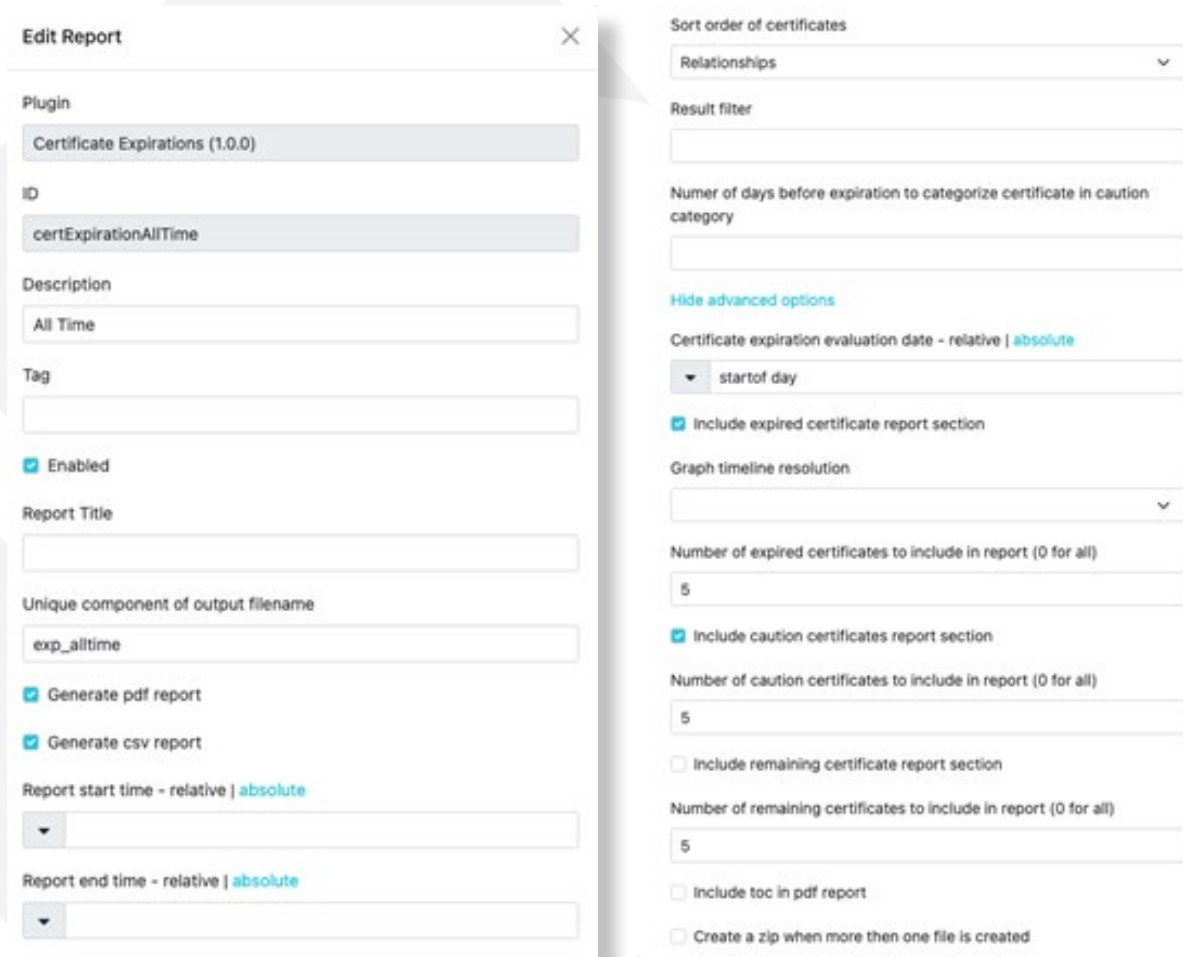 Edit Report
Plugin
Certificate Expirations (1.0.0)
ID
certExpirationAllTime
Description
All Time
Tag
Enabled
Report Title
Unique component of output filename
exp_alltime
Generate pdf report
Generate csv report
Report start time - relative | absolute
Report end time - relative | absolute
Sort order of certificates
Relationships
Result filter
Numer of days before expiration to categorize certificate in caution
category
Hide advanced options
Certificate expiration evaluation date - relative | absolute
startof day
Include expired certificate report section
Graph timeline resolution
Number of expired certificates to include in report (0 for all)
5
Include caution certificates report section
Number of caution certificates to include in report (0 for all)
5
Include remaining certificate report section
Number of remaining certificates to include in report (0 for all)
5
Include toc in pdf report
Create a zip when more then one file is created